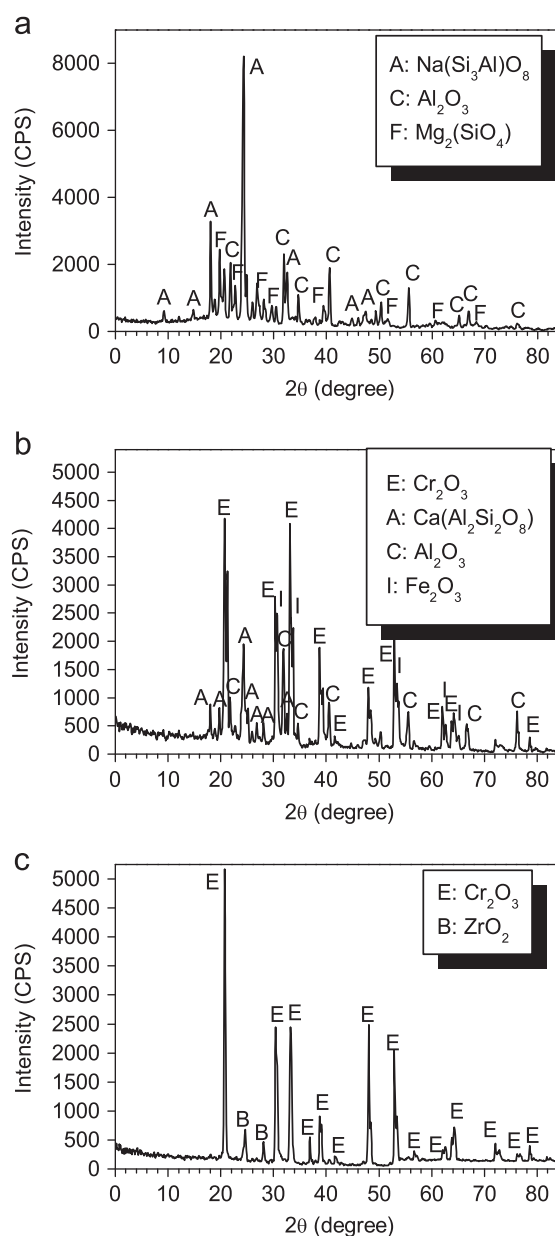 a
8000
6000
4000
2000
0
Intensity (CPS)
A: Na(Si₃Al)O₈
C: Al₂O₃
F: Mg₂(SiO₄)
A
A
A
F
C
F
A
F
F
C
A
C
F
C
A
A
C
F
C
F
C
C
F
C
0 10 20 30 40 50 60 70 80
2θ (degree)
b
5000
4500
4000
3500
3000
2500
2000
1500
1000
500
0
Intensity (CPS)
E: Cr₂O₃
A: Ca(Al₂Si₂O₈)
C: Al₂O₃
I: Fe₂O₃
A
A
E
C
A
A
A
A
E
I
C
A
E
I
C
E
C
E
E
E
I
C
E
I
E
I
C
C
E
0 10 20 30 40 50 60 70 80
2θ (degree)
c
5000
4500
4000
3500
3000
2500
2000
1500
1000
500
0
Intensity (CPS)
E: Cr₂O₃
B: ZrO₂
E
B
B
E
E
E
E
E
E
E
E
E
E
E
E
E
0 10 20 30 40 50 60 70 80
2θ (degree)